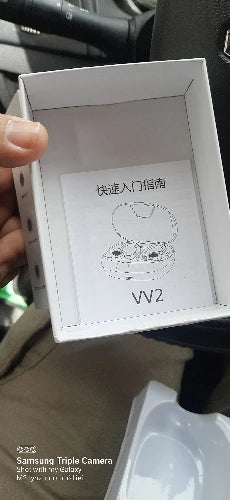 快速入门指南
VV2
Samsung Triple Camera
Shot with my Galaxy